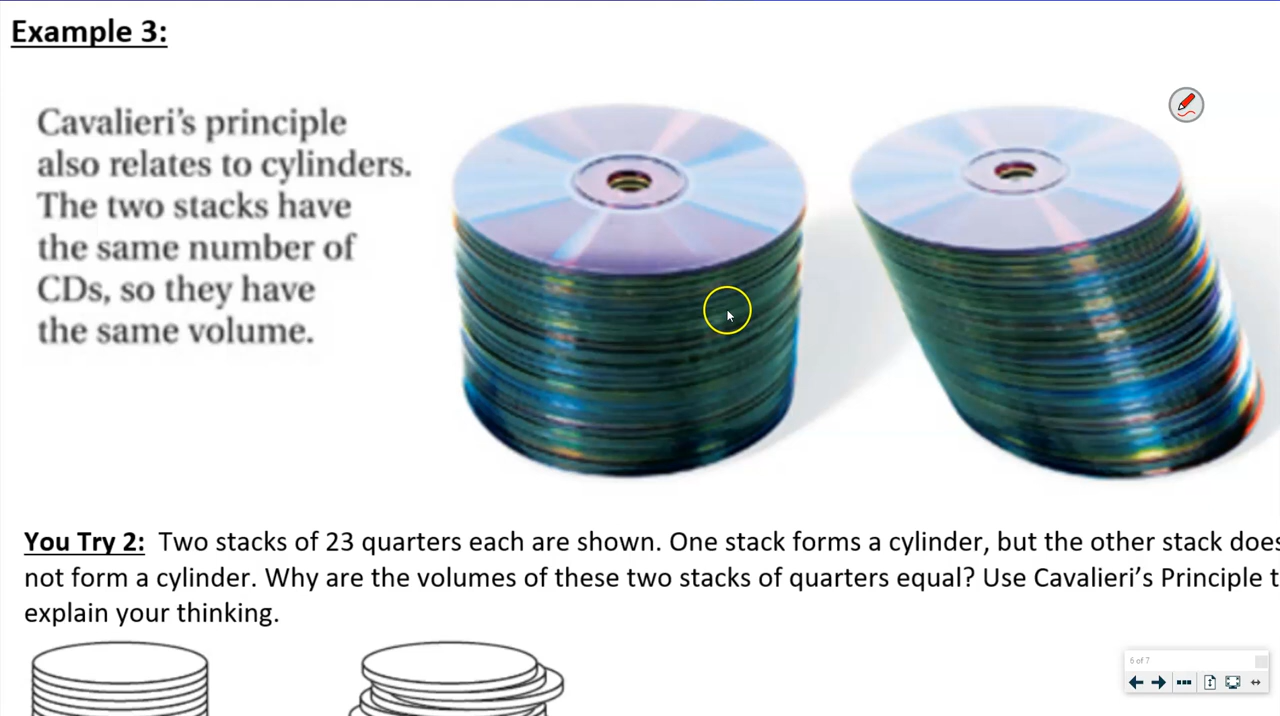 Example 3:
Cavalieri's principle
also relates to cylinders.
The two stacks have
the same number of
CDs, so they have
the same volume.
You Try 2: Two stacks of 23 quarters each are shown. One stack forms a cylinder, but the other stack does
not form a cylinder. Why are the volumes of these two stacks of quarters equal? Use Cavalieri's Principle t
explain your thinking.
6 of 7